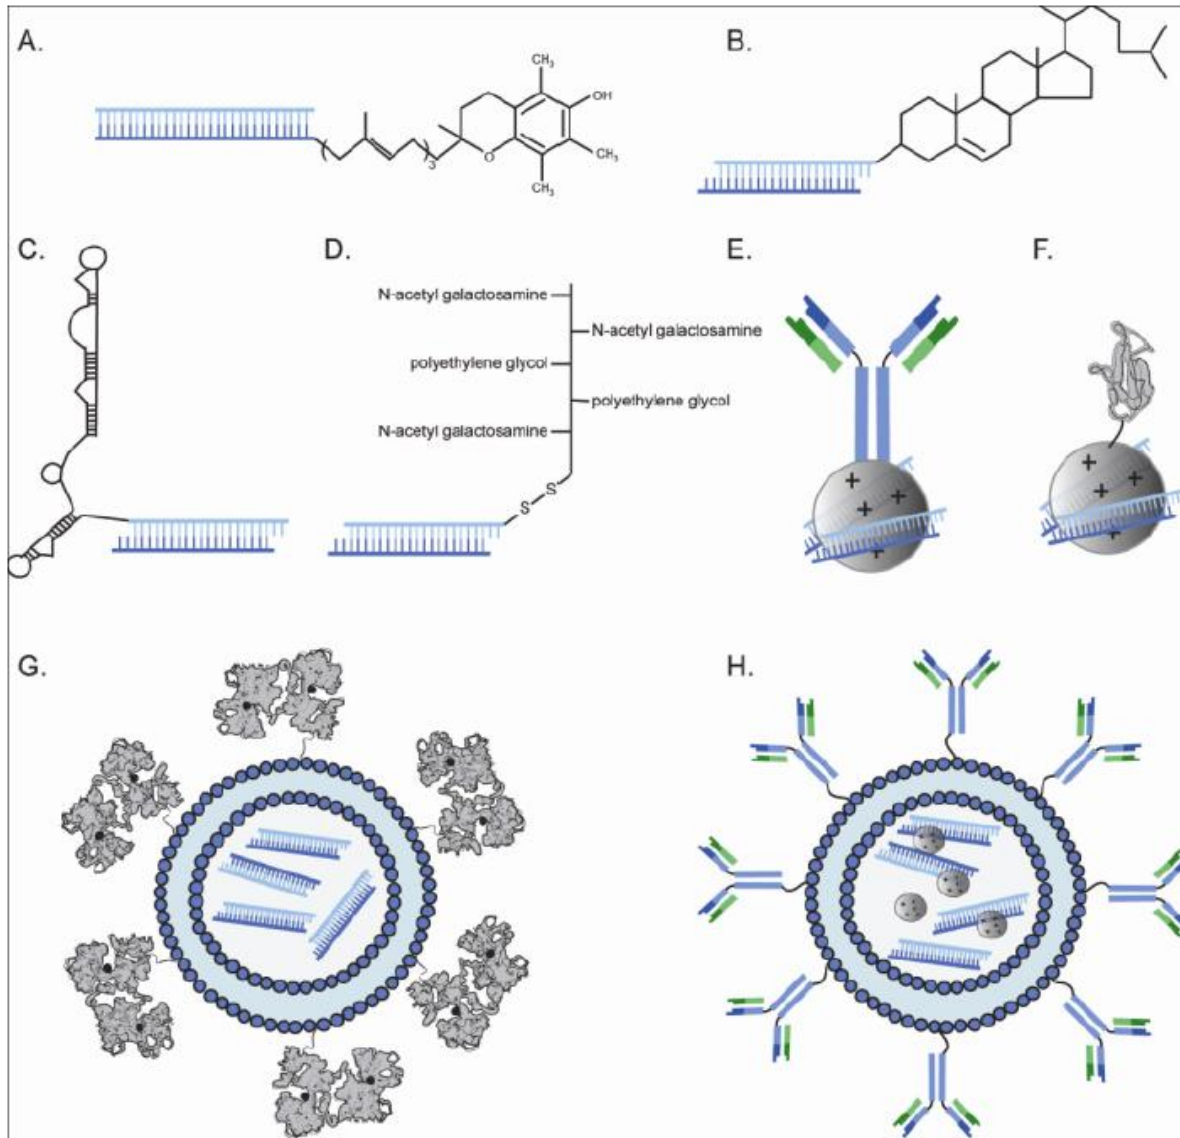 A.
B.
CH₃
OH
CH₃
CH₃
O
3
C.
D.
E.
F.
N-acetyl galactosamine
N-acetyl galactosamine
polyethylene glycol
polyethylene glycol
N-acetyl galactosamine
S
S
+
+
+
+
+
+
+
+
G.
H.